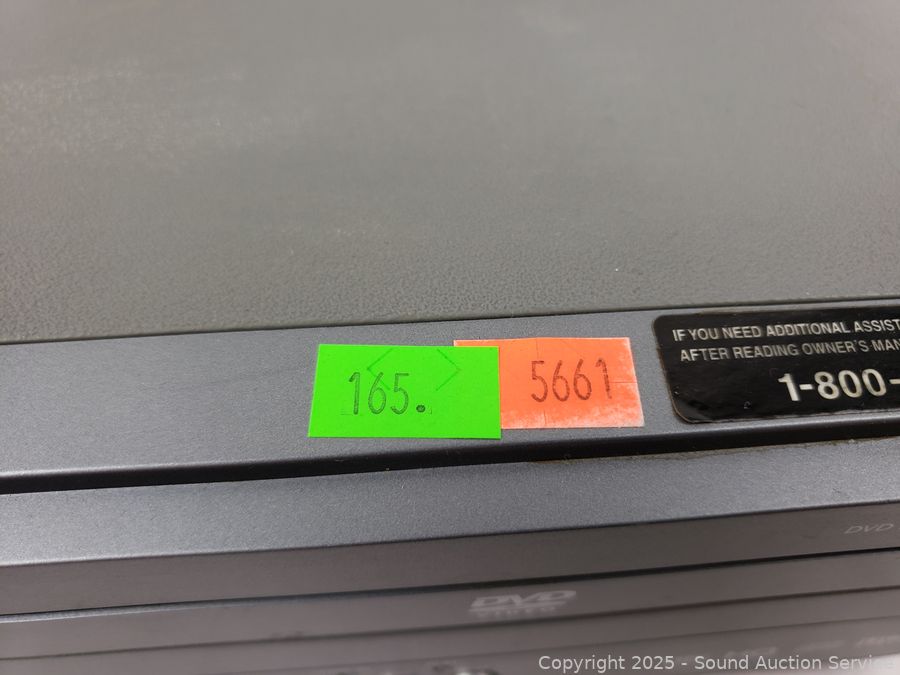 IF YOU NEED ADDITIONAL ASSIST
AFTER READING OWNER'S MAN
1-800-
165.
5661
DVD
DVD
Copyright 2025 - Sound Auction Service